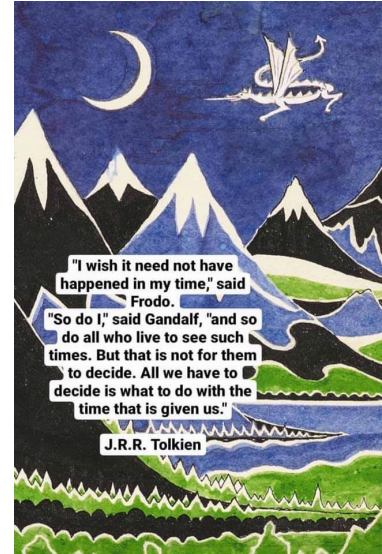 "I wish it need not have
happened in my time," said
Frodo.
"So do I," said Gandalf, "and so
do all who live to see such
times. But that is not for them
to decide. All we have to
decide is what to do with the
time that is given us."
J.R.R. Tolkien